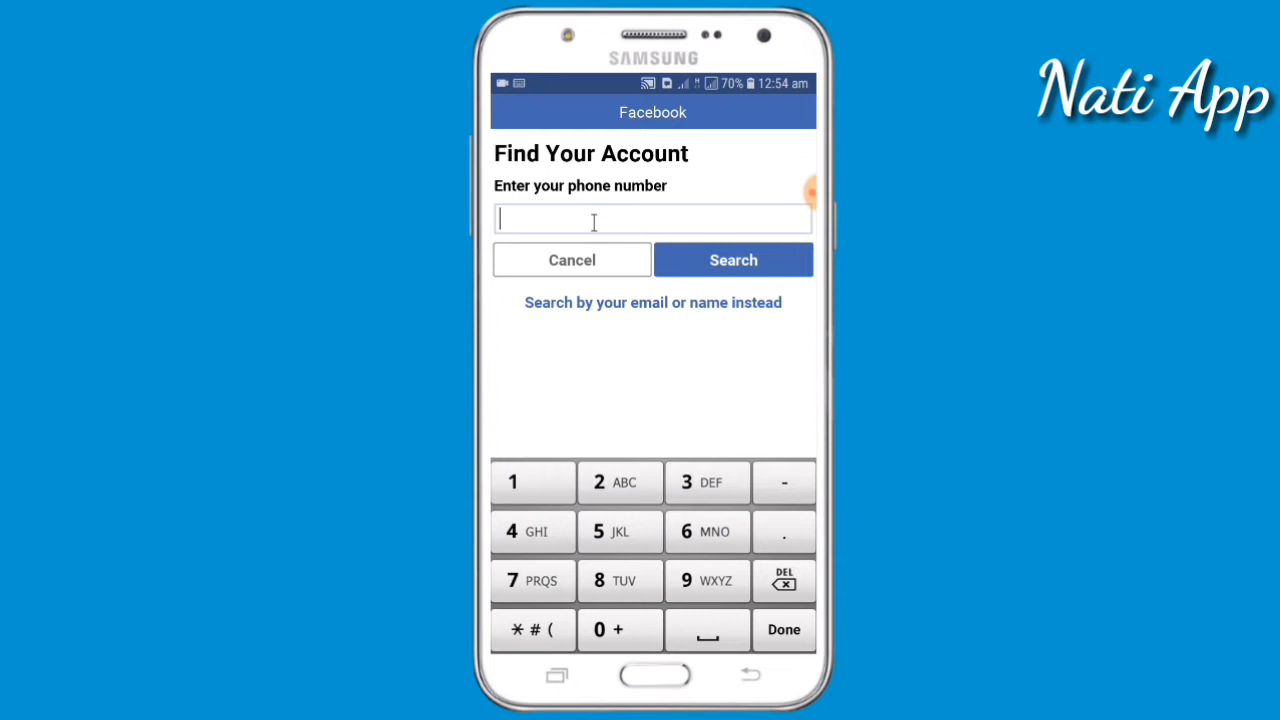 Nati App
SAMSUNG
70% 12:54 am
Facebook
Find Your Account
Enter your phone number
Cancel Search
Search by your email or name instead
1 2 ABC 3 DEF -
4 GHI 5 JKL 6 MNO .
7 PRQS 8 TUV 9 WXYZ DEL
* # ( 0 + Done